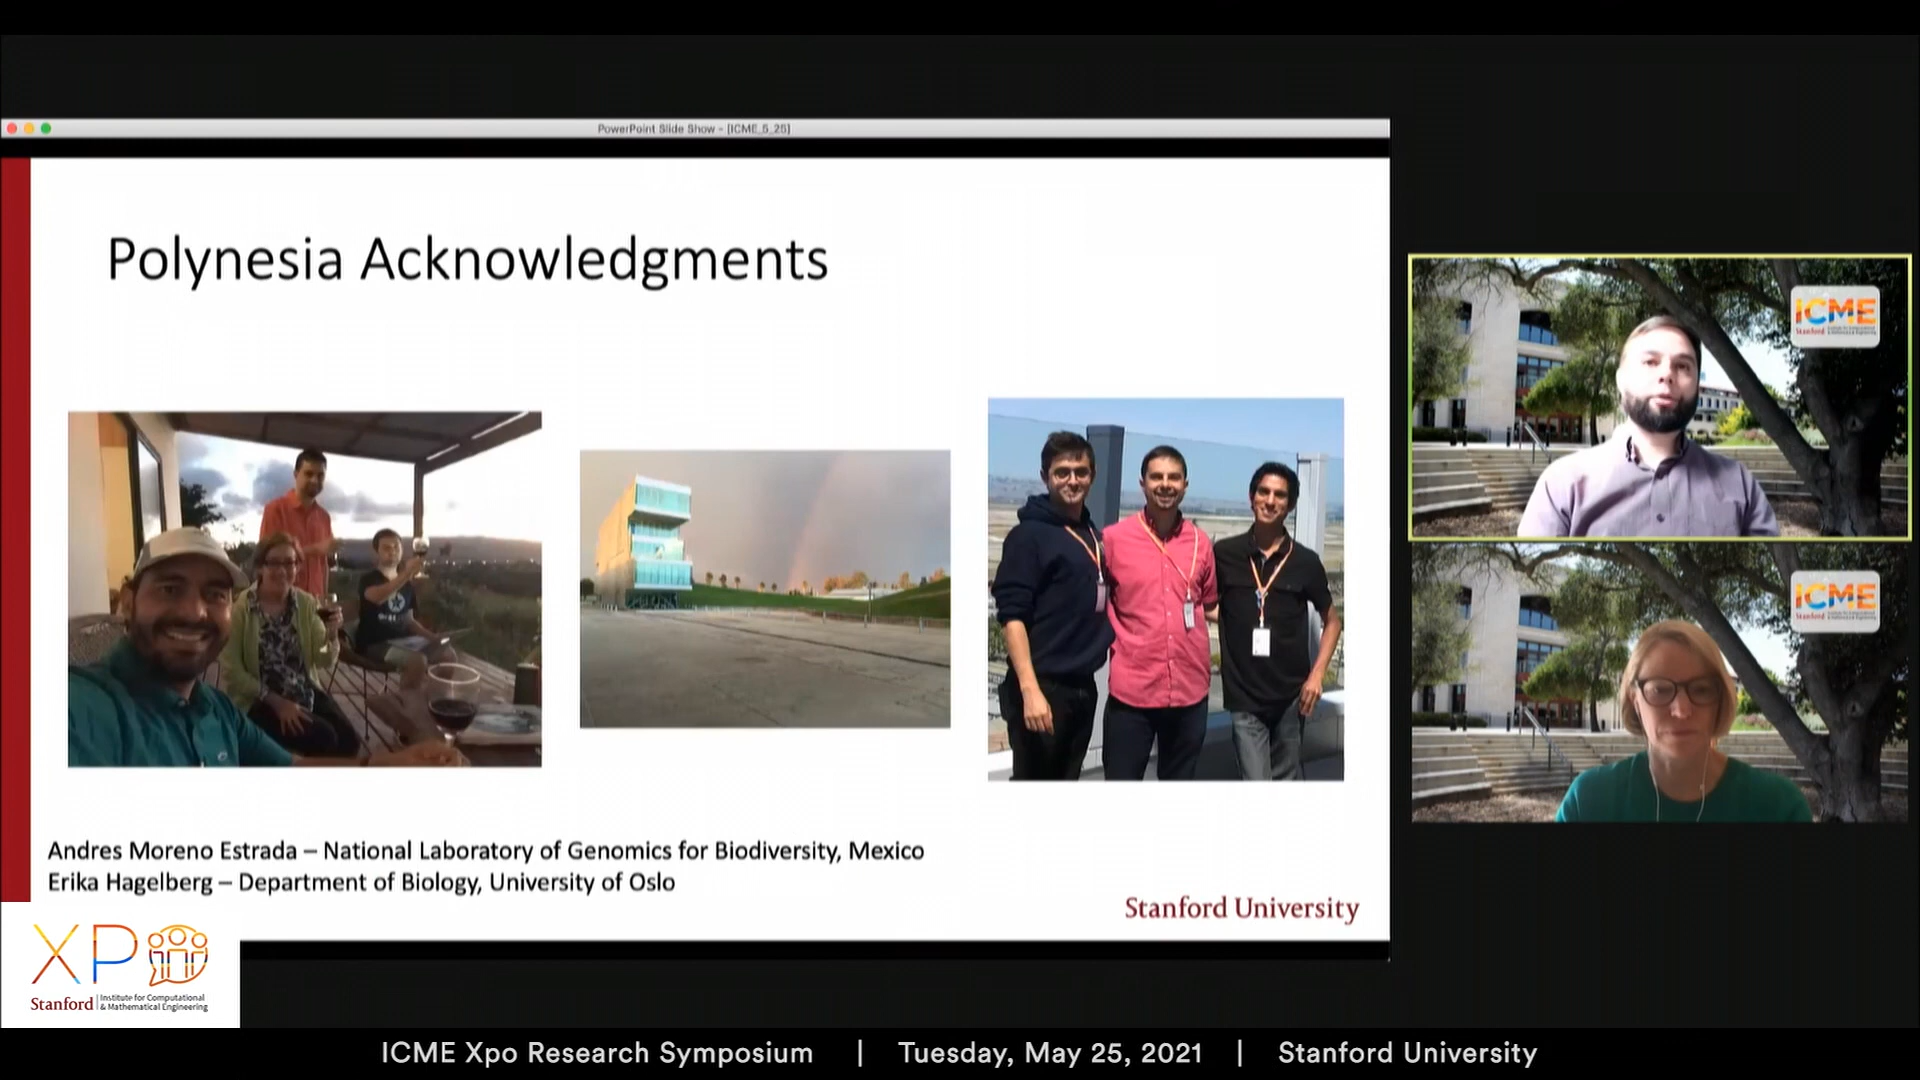 PowerPoint Slide Show - [ICME_5_25]
Polynesia Acknowledgments
Andres Moreno Estrada – National Laboratory of Genomics for Biodiversity, Mexico
Erika Hagelberg – Department of Biology, University of Oslo
Stanford University
ICME
Stanford
ICME
Stanford
XPO
Stanford
Institute for Computational
& Mathematical Engineering
ICME Xpo Research Symposium | Tuesday, May 25, 2021 | Stanford University